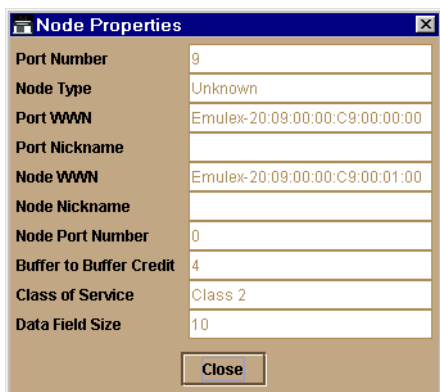 Node Properties
Port Number 9
Node Type Unknown
Port WWN Emulex-20:09:00:00:C9:00:00:00
Port Nickname
Node WWN Emulex-20:09:00:00:C9:00:01:00
Node Nickname
Node Port Number 0
Buffer to Buffer Credit 4
Class of Service Class 2
Data Field Size 10
Close